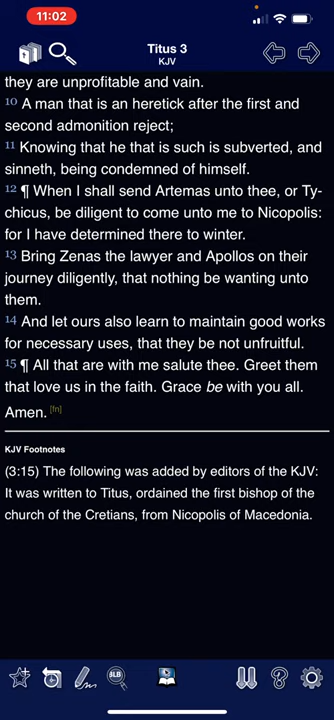 11:02
Titus 3
KJV
they are unprofitable and vain.
10 A man that is an heretick after the first and
second admonition reject;
11 Knowing that he that is such is subverted, and
sinneth, being condemned of himself.
12 ¶ When I shall send Artemas unto thee, or Ty-
chicus, be diligent to come unto me to Nicopolis:
for I have determined there to winter.
13 Bring Zenas the lawyer and Apollos on their
journey diligently, that nothing be wanting unto
them.
14 And let ours also learn to maintain good works
for necessary uses, that they be not unfruitful.
15 ¶ All that are with me salute thee. Greet them
that love us in the faith. Grace be with you all.
Amen. [fn]
KJV Footnotes
(3:15) The following was added by editors of the KJV:
It was written to Titus, ordained the first bishop of the
church of the Cretians, from Nicopolis of Macedonia.
BLB